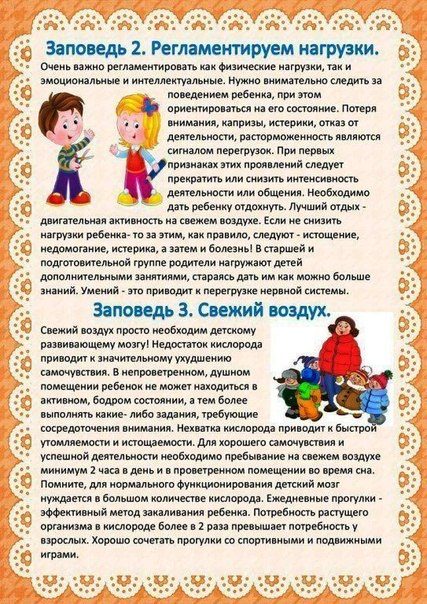 Заповедь 2. Регламентируем нагрузки.
Очень важно регламентировать как физические нагрузки, так и
эмоциональные и интеллектуальные. Нужно внимательно следить за
поведением ребенка, при этом
ориентироваться на его состояние. Потеря
внимания, капризы, истерики, отказ от
деятельности, расторможенность являются
сигналом перегрузок. При первых
признаках этих проявлений следует
прекратить или снизить интенсивность
деятельности или общения. Необходимо
дать ребенку отдохнуть. Лучший отдых -
двигательная активность на свежем воздухе. Если не снизить
нагрузки ребенка- то за этим, как правило, следуют - истощение,
недомогание, истерика, а затем и болезнь! В старшей и
подготовительной группе родители нагружают детей
дополнительными занятиями, стараясь дать им как можно больше
знаний. Умений - это приводит к перегрузке нервной системы.
Заповедь 3. Свежий воздух.
Свежий воздух просто необходим детскому
развивающему мозгу! Недостаток кислорода
приводит к значительному ухудшению
самочувствия. В непроветренном, душном
помещении ребенок не может находиться в
активном, бодром состоянии, а тем более
выполнять какие- либо задания, требующие
сосредоточения внимания. Нехватка кислорода приводит к быстрой
утомляемости и истощаемости. Для хорошего самочувствия и
успешной деятельности необходимо пребывание на свежем воздухе
минимум 2 часа в день и в проветренном помещении во время сна.
Помните, для нормального функционирования детский мозг
нуждается в большом количестве кислорода. Ежедневные прогулки -
эффективный метод закаливания ребенка. Потребность растущего
организма в кислороде более в 2 раза превышает потребность у
взрослых. Хорошо сочетать прогулки со спортивными и подвижными
играми.